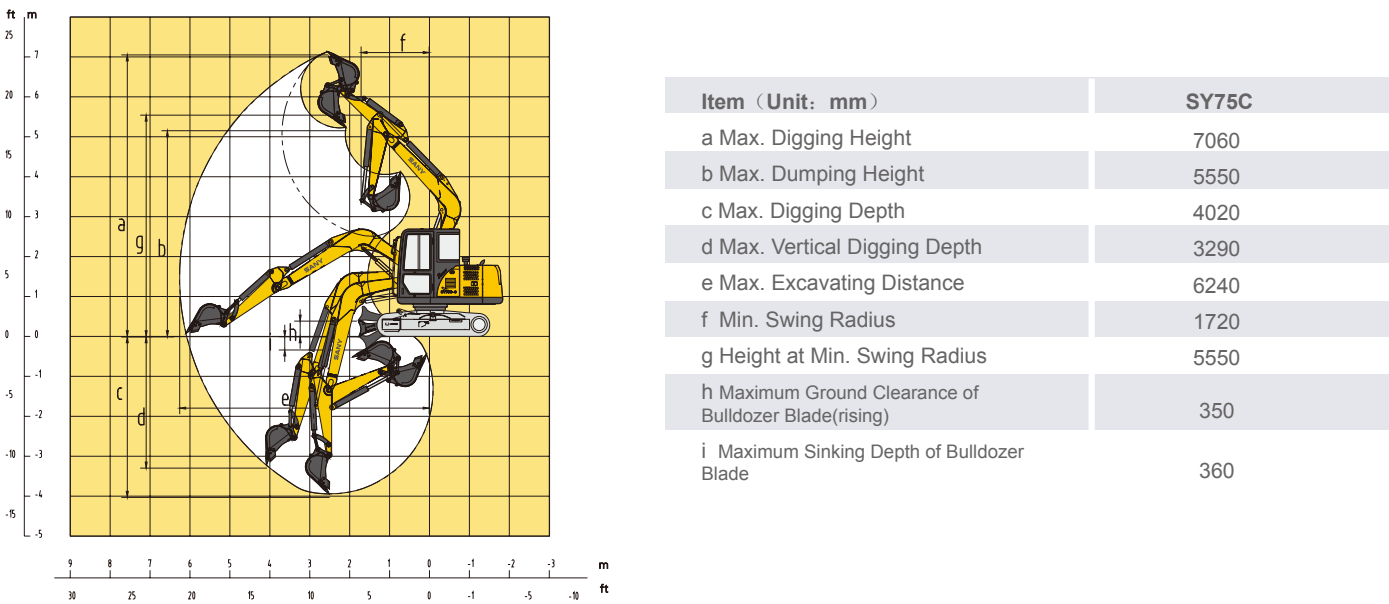 ft m
25
7
20
6
5
15
4
10
3
2
5
1
0
0
-1
-5
-2
-10
-3
-4
-15
-5
a
g
b
f
h
c
d
e
SANY
SANY
SANY
9 8 7 6 5 4 3 2 1 0 -1 -2 -3 m
30 25 20 15 10 5 0 -1 -5 -10 ft
Item（Unit：mm） SY75C
a Max. Digging Height 7060
b Max. Dumping Height 5550
c Max. Digging Depth 4020
d Max. Vertical Digging Depth 3290
e Max. Excavating Distance 6240
f Min. Swing Radius 1720
g Height at Min. Swing Radius 5550
h Maximum Ground Clearance of
Bulldozer Blade(rising) 350
i Maximum Sinking Depth of Bulldozer
Blade 360